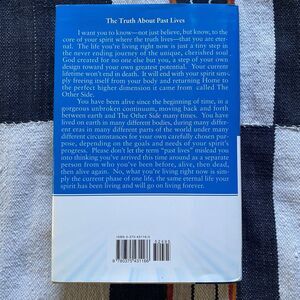 The Truth About Past Lives
I want you to know—not just believe, but know, to the
core of your spirit where the truth lives—that you are eter-
nal. The life you're living right now is just a tiny step in
the never ending journey of the unique, cherished soul
God created for no one else but you, a step of your own
design toward your own greatest potential. Your current
lifetime won't end in death. It will end with your spirit sim-
ply freeing itself from your body and returning Home to
the perfect higher dimension it came from called The
Other Side.
You have been alive since the beginning of time, in a
gorgeous unbroken continuum, moving back and forth
between earth and The Other Side many times. You have
lived on earth in many different bodies, during many differ-
ent eras in many different parts of the world under many
different circumstances for your own carefully chosen pur-
pose, depending on the goals and needs of your spirit's
progress. Please don't let the term "past lives" mislead you
into thinking you've arrived this time around as a separate
person from who you've been before, alive, then dead,
then alive again. No, what you're living right now is sim-
ply the current phase of one life, the same eternal life your
spirit has been living and will go on living forever.